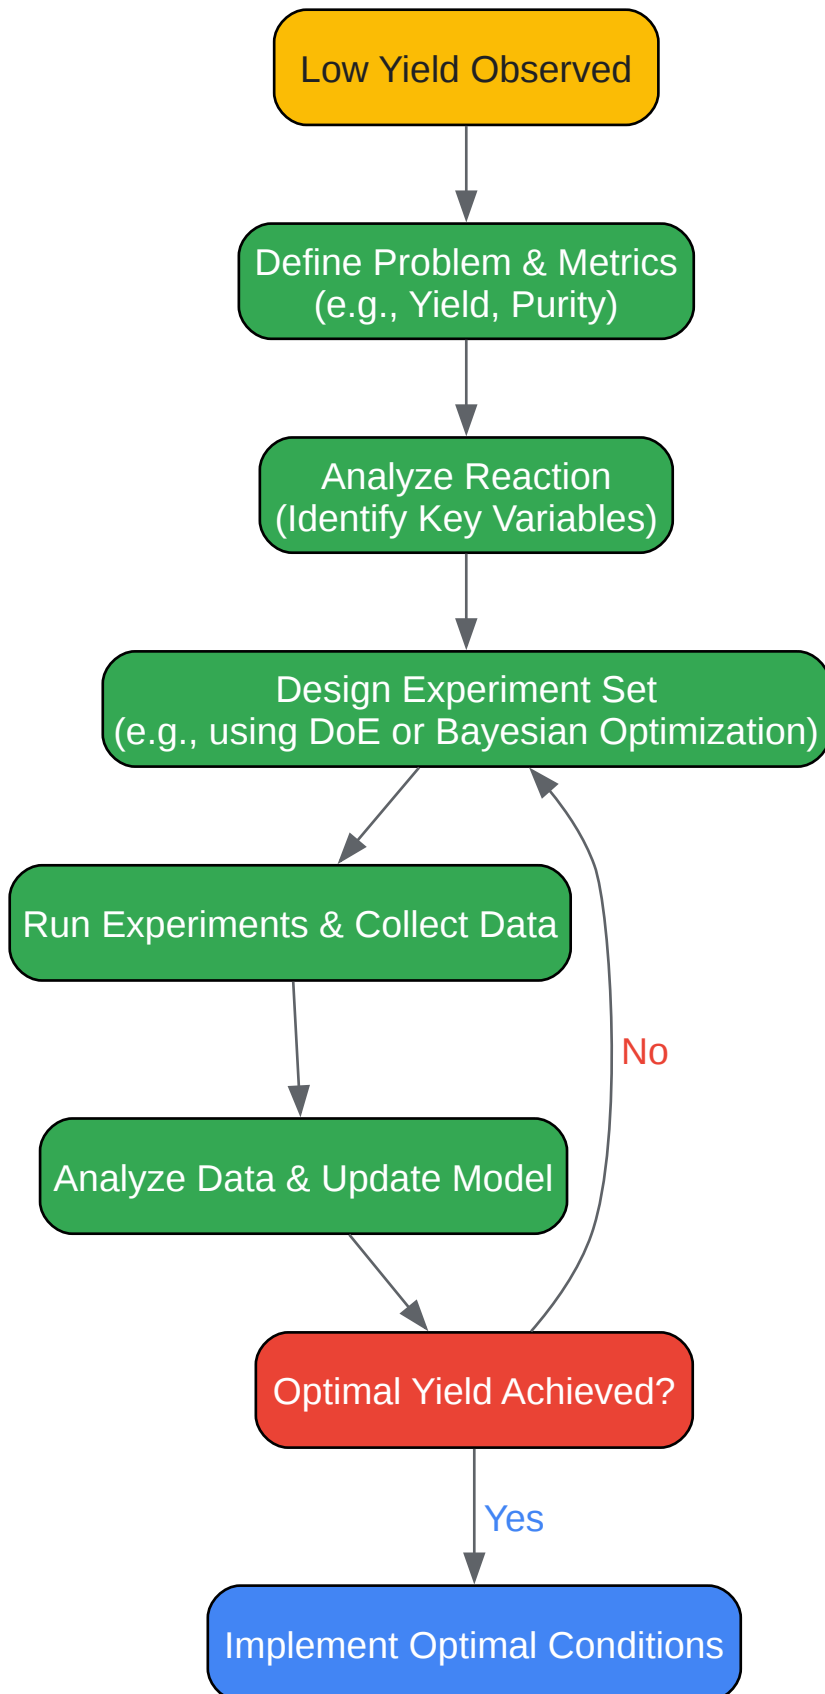 Low Yield Observed
Define Problem & Metrics
(e.g., Yield, Purity)
Analyze Reaction
(Identify Key Variables)
Design Experiment Set
(e.g., using DoE or Bayesian Optimization)
Run Experiments & Collect Data
No
Analyze Data & Update Model
Optimal Yield Achieved?
Yes
Implement Optimal Conditions